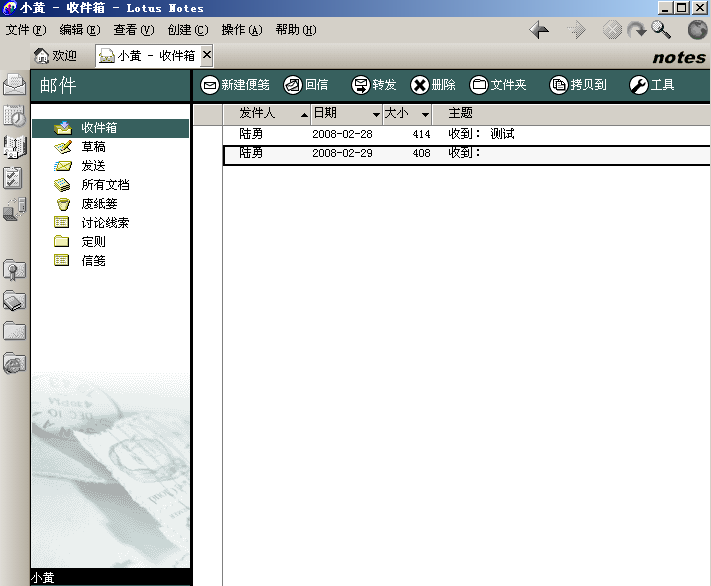 小黄 - 收件箱 - Lotus Notes
文件(F) 编辑(E) 查看(V) 创建(C) 操作(A) 帮助(H)
欢迎 小黄 - 收件箱
notes
邮件 新建便笺 回信 转发 删除 文件夹 拷贝到 工具
发件人 日期 大小 主题
收件箱
草稿
发送
所有文档
废纸篓
讨论线索
定则
信笺
陆勇 2008-02-28 414 收到： 测试
陆勇 2008-02-29 408 收到：
小黄